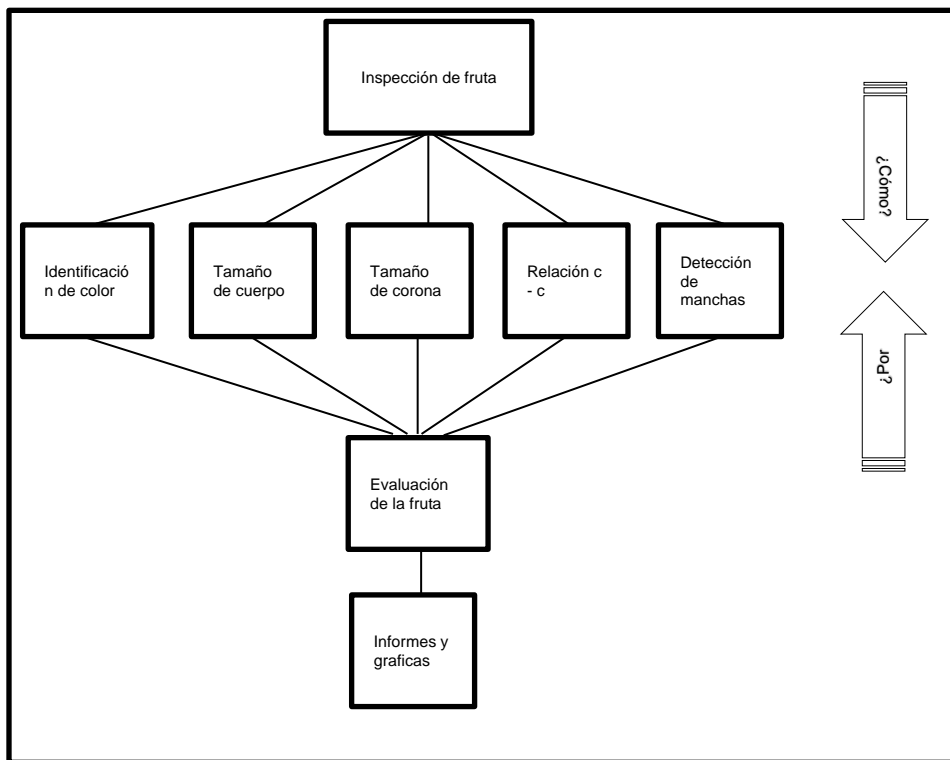 Inspección de fruta
¿Cómo?
Identificació
n de color
Tamaño
de cuerpo
Tamaño
de corona
Relación c
- c
Detección
de
manchas
¿Por
Evaluación
de la fruta
Informes y
graficas